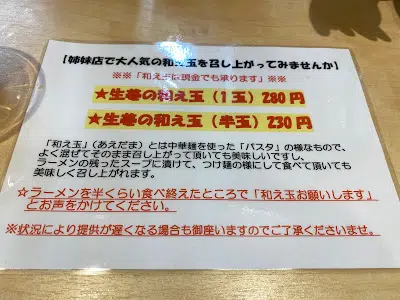 【姉妹店で大人気の和え玉を召し上がってみませんか】
※※「和え玉は現金でも承ります」※※
★生巻の和え玉(1玉)280円
★生巻の和え玉(半玉)230円
「和え玉」(あえだま)とは中華麺を使った「パスタ」の様なもので、
よく混ぜてそのまま召し上がって頂いても美味しいですし、
ラーメンの残ったスープに漬けて、つけ麺の様にして食べて頂いても
美味しく召し上がれます。
☆ラーメンを半くらい食べ終えたところで「和え玉お願いします」
とお声をかけてください。
※状況により提供が遅くなる場合も御座いますのでご了承くださいませ。